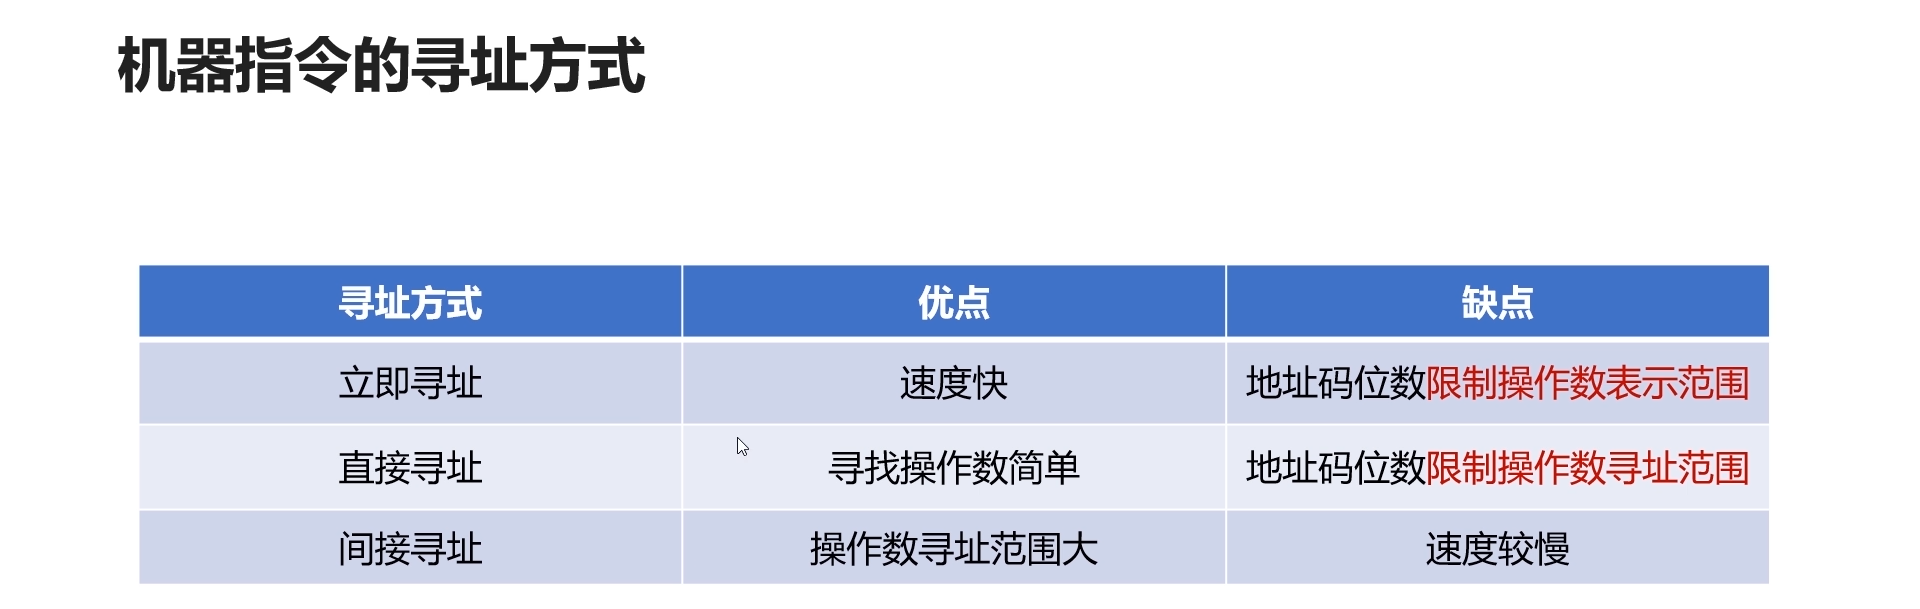 机器指令的寻址方式
寻址方式 优点 缺点
立即寻址 速度快 地址码位数限制操作数表示范围
直接寻址 寻找操作数简单 地址码位数限制操作数寻址范围
间接寻址 操作数寻址范围大 速度较慢